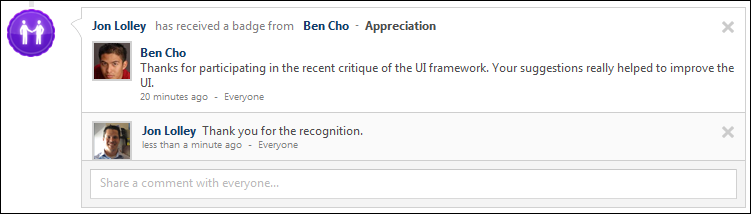 Jon Lolley has received a badge from Ben Cho - Appreciation
Ben Cho
Thanks for participating in the recent critique of the UI framework. Your suggestions really helped to improve the
UI.
20 minutes ago - Everyone
Jon Lolley Thank you for the recognition.
less than a minute ago - Everyone
Share a comment with everyone...